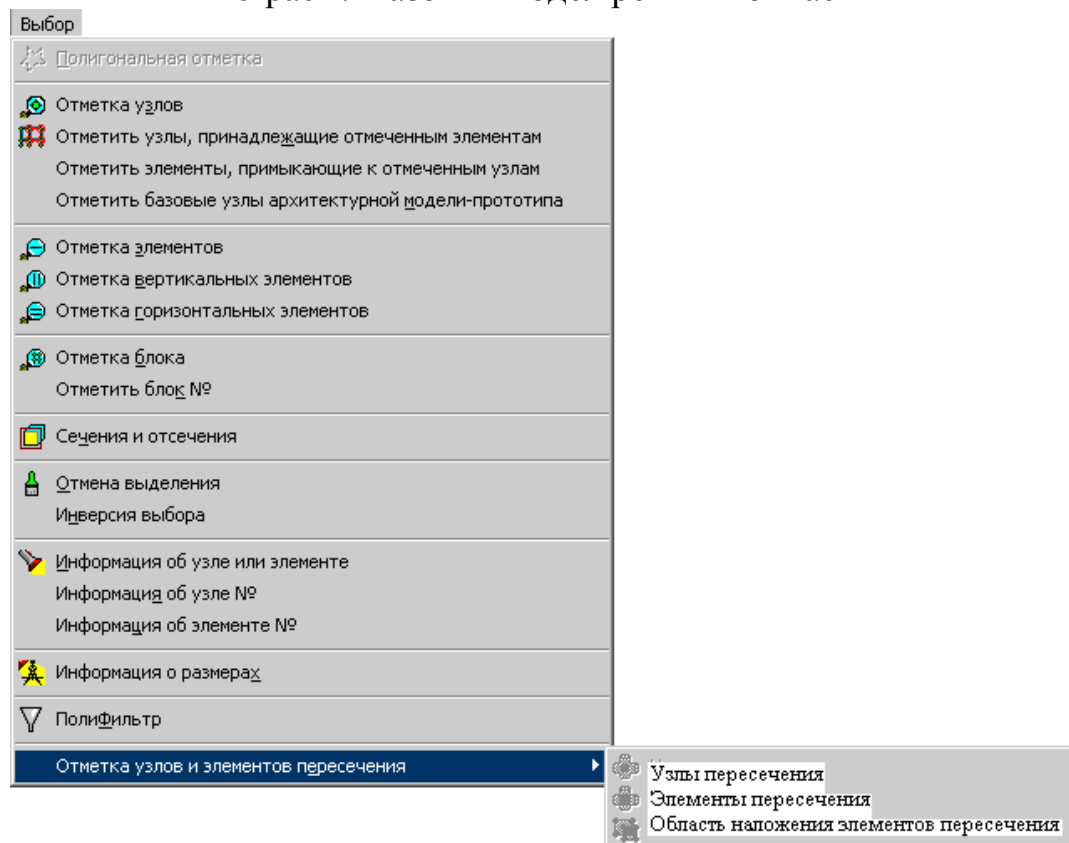 Выбор
Полигональная отметка
Отметка узлов
Отметить узлы, принадлежащие отмеченным элементам
Отметить элементы, примыкающие к отмеченным узлам
Отметить базовые узлы архитектурной модели-прототипа
Отметка элементов
Отметка вертикальных элементов
Отметка горизонтальных элементов
Отметка блока
Отметить блок №
Сечения и отсечения
Отмена выделения
Инверсия выбора
Информация об узле или элементе
Информация об узле №
Информация об элементе №
Информация о размерах
ПолиФильтр
Отметка узлов и элементов пересечения
Узлы пересечения
Элементы пересечения
Область наложения элементов пересечения